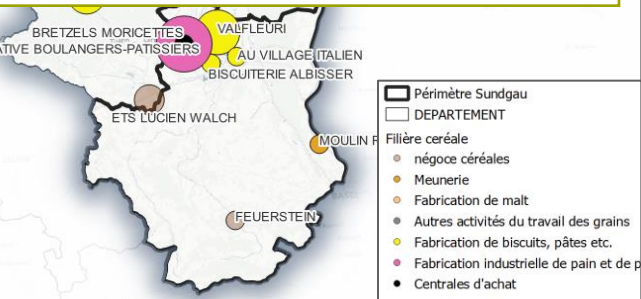 BRETZELS MORICETTES
VALFLEURI
ATIVE BOULANGERS-PATISSIERS
AU VILLAGE ITALIEN
BISCUITERIE ALBISSER
ETS LUCIEN WALCH
MOULIN
FEUERSTEIN
Périmètre Sundgau
DEPARTEMENT
Filière cereale
négoce céréales
Meunerie
Fabrication de malt
Autres activités du travail des grains
Fabrication de biscuits, pâtes etc.
Fabrication industrielle de pain et de p
Centrales d'achat